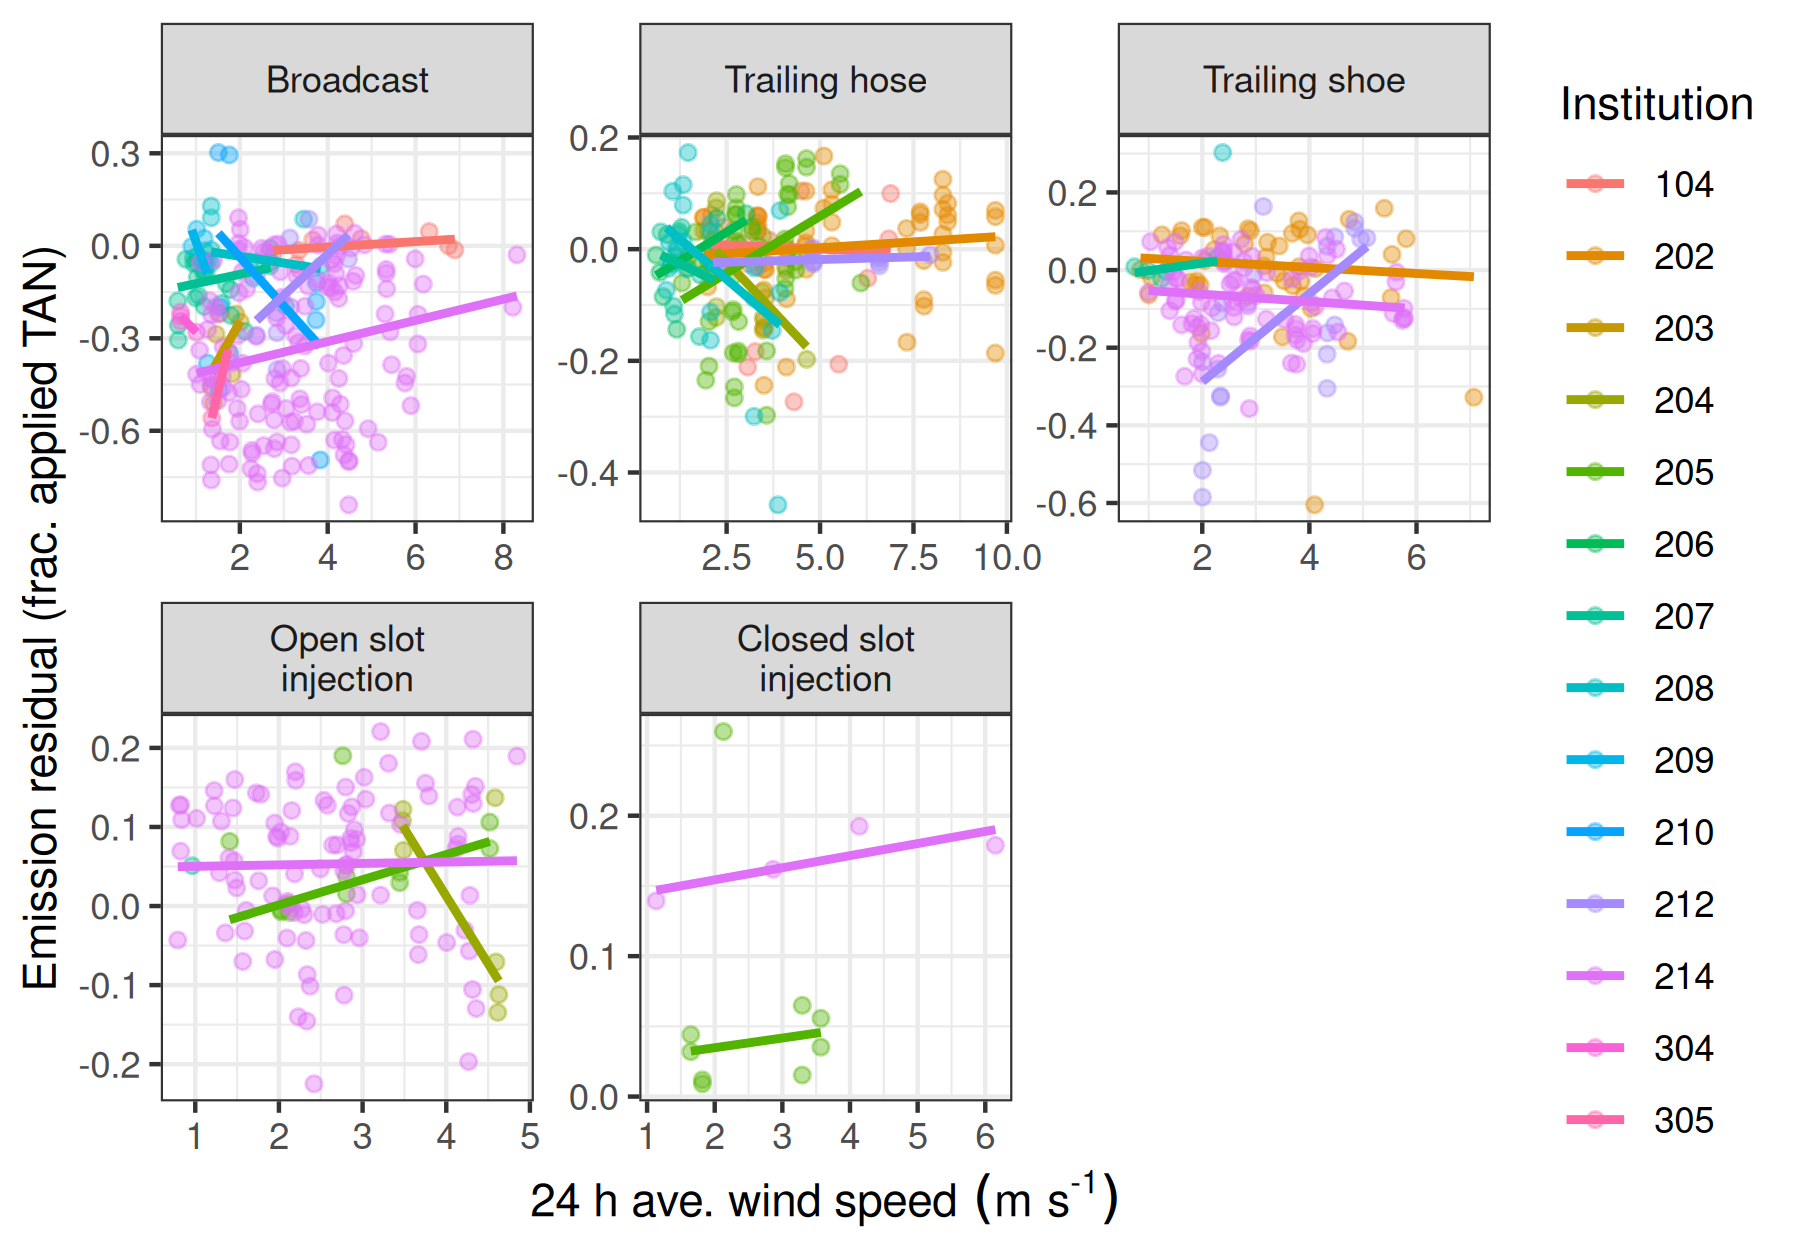 Broadcast
Trailing hose
Trailing shoe
0.3
0.0
-0.3
-0.6
2 4 6 8
0.2
0.0
-0.2
-0.4
2.5 5.0 7.5 10.0
0.2
0.0
-0.2
-0.4
-0.6
2 4 6
Open slot
injection
Closed slot
injection
0.2
0.1
0.0
-0.1
-0.2
1 2 3 4 5
0.2
0.1
0.0
1 2 3 4 5 6
Emission residual (frac. applied TAN)
24 h ave. wind speed (m s⁻¹)
Institution
104
202
203
204
205
206
207
208
209
210
212
214
304
305